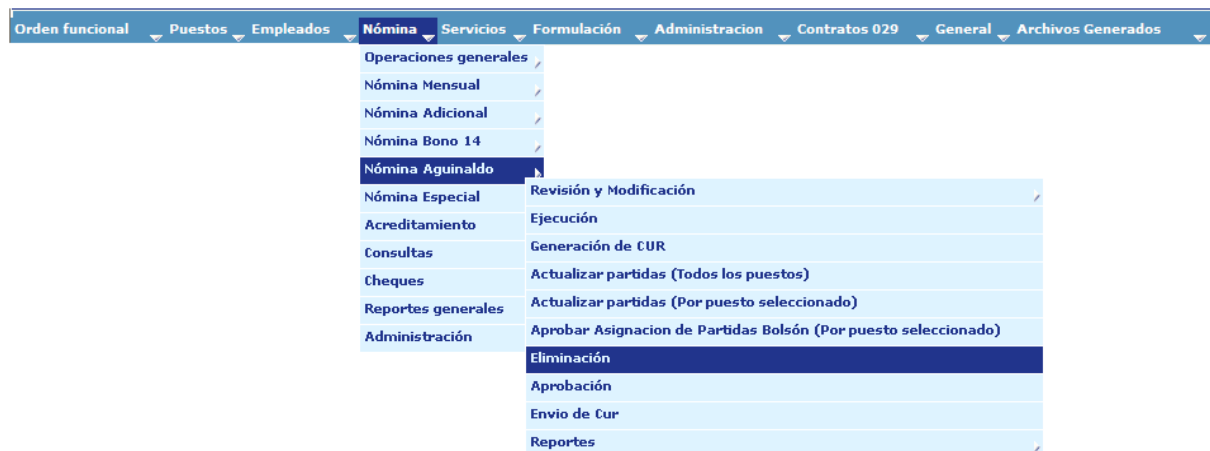 Orden funcional Puestos Empleados Nómina Servicios Formulación Administracion Contratos 029 General Archivos Generados
Operaciones generales
Nómina Mensual
Nómina Adicional
Nómina Bono 14
Nómina Aguinaldo
Nómina Especial
Acreditamiento
Consultas
Cheques
Reportes generales
Administración
Revisión y Modificación
Ejecución
Generación de CUR
Actualizar partidas (Todos los puestos)
Actualizar partidas (Por puesto seleccionado)
Aprobar Asignacion de Partidas Bolsón (Por puesto seleccionado)
Eliminación
Aprobación
Envio de Cur
Reportes